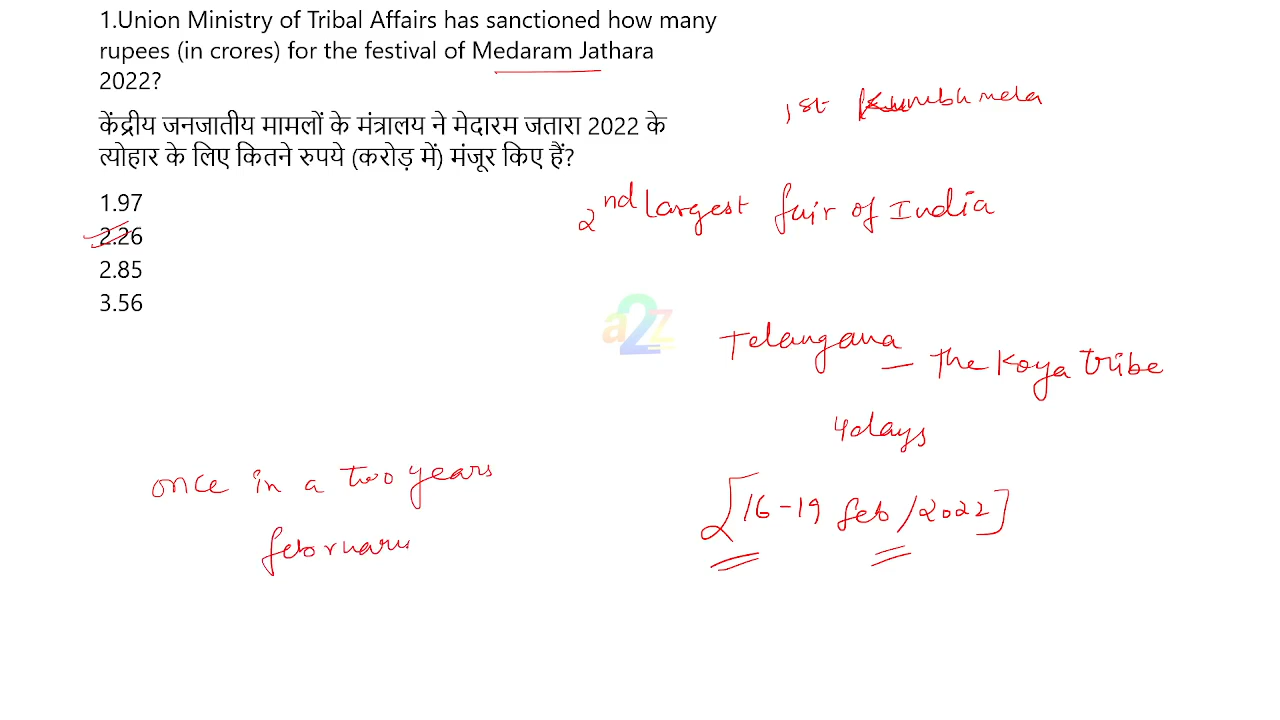 1.Union Ministry of Tribal Affairs has sanctioned how many
rupees (in crores) for the festival of Medaram Jathara
2022?
केंद्रीय जनजातीय मामलों के मंत्रालय ने मेदारम जतारा 2022 के
त्योहार के लिए कितने रुपये (करोड़ में) मंजूर किए हैं?
1.97
2.26
2.85
3.56
1st Kumbh mela
2nd largest fair of India
a2z
Telangana – The Koya tribe
4 days
[16-19 feb/2022]
once in a two years
february